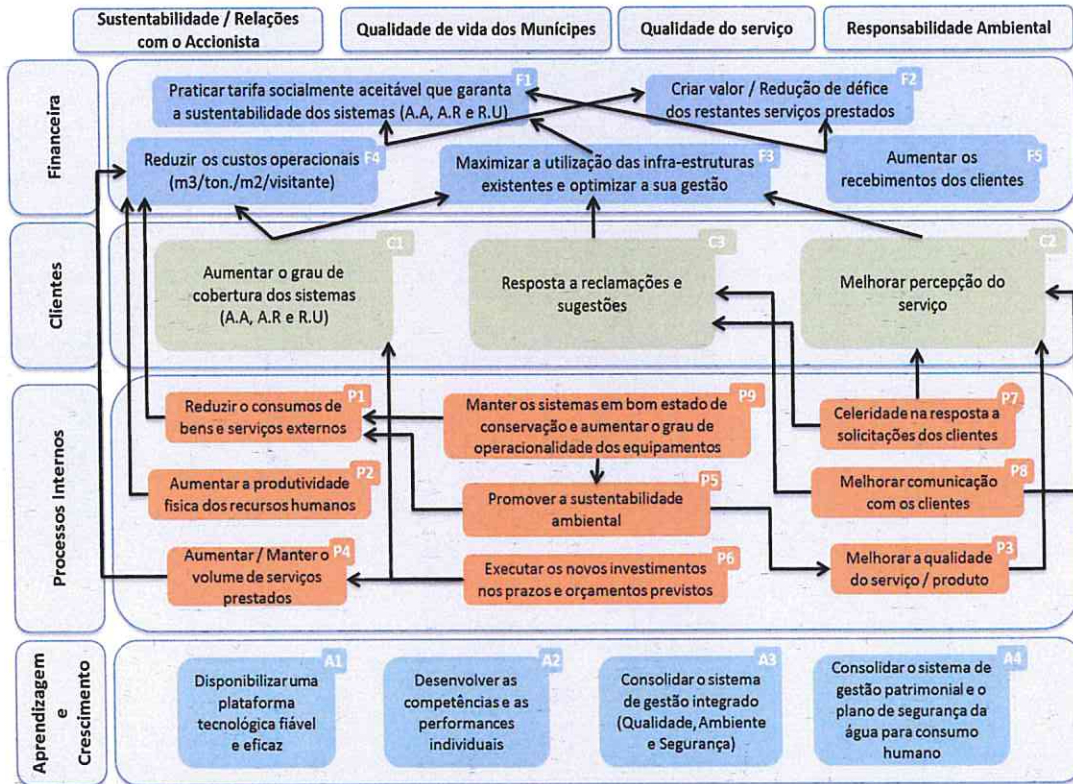 Sustentabilidade / Relações
com o Accionista
Qualidade de vida dos Munícipes
Qualidade do serviço
Responsabilidade Ambiental
Financeira
F1
Praticar tarifa socialmente aceitável que garanta
a sustentabilidade dos sistemas (A.A, A.R e R.U)
F2
Criar valor / Redução de défice
dos restantes serviços prestados
F4
Reduzir os custos operacionais
(m3/ton./m2/visitante)
F3
Maximizar a utilização das infra-estruturas
existentes e optimizar a sua gestão
F5
Aumentar os
recebimentos dos clientes
Clientes
C1
Aumentar o grau de
cobertura dos sistemas
(A.A, A.R e R.U)
C3
Resposta a reclamações e
sugestões
C2
Melhorar percepção do
serviço
Processos Internos
P1
Reduzir o consumos de
bens e serviços externos
P9
Manter os sistemas em bom estado de
conservação e aumentar o grau de
operacionalidade dos equipamentos
P7
Celeridade na resposta a
solicitações dos clientes
P2
Aumentar a produtividade
fisica dos recursos humanos
P5
Promover a sustentabilidade
ambiental
P8
Melhorar comunicação
com os clientes
P4
Aumentar / Manter o
volume de serviços
prestados
P6
Executar os novos investimentos
nos prazos e orçamentos previstos
P3
Melhorar a qualidade
do serviço / produto
Aprendizagem
e
Crescimento
A1
Disponibilizar uma
plataforma
tecnológica fiável
e eficaz
A2
Desenvolver as
competências e as
performances
individuais
A3
Consolidar o sistema
de gestão integrado
(Qualidade, Ambiente
e Segurança)
A4
Consolidar o sistema de
gestão patrimonial e o
plano de segurança da
água para consumo
humano